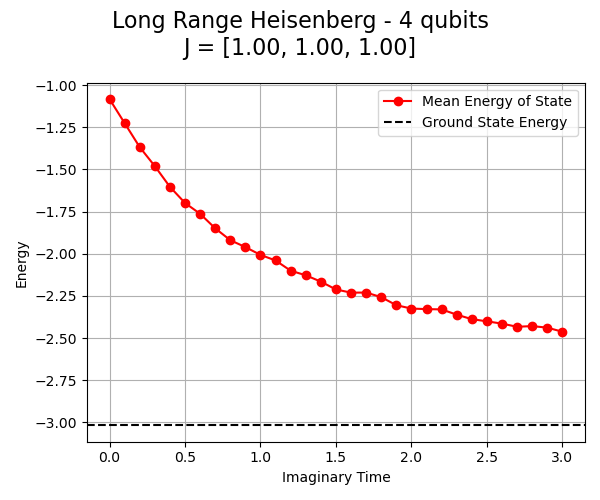 Long Range Heisenberg - 4 qubits
J = [1.00, 1.00, 1.00]
Mean Energy of State
Ground State Energy
Energy
−1.00
−1.25
−1.50
−1.75
−2.00
−2.25
−2.50
−2.75
−3.00
0.0 0.5 1.0 1.5 2.0 2.5 3.0
Imaginary Time